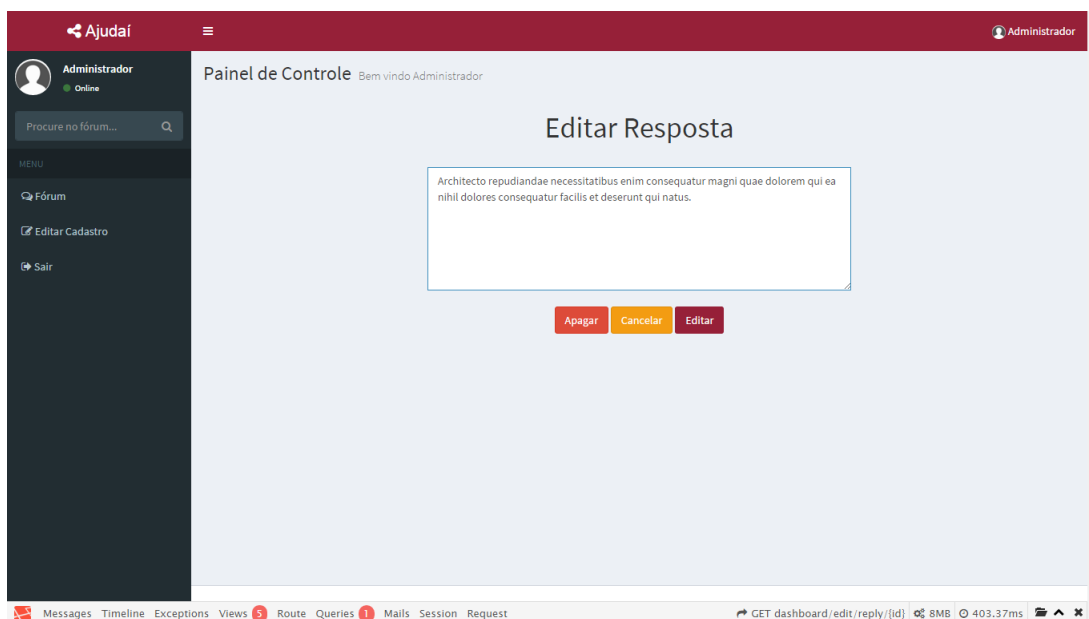 Ajudaí
Administrador
Administrador
Online
Painel de Controle Bem vindo Administrador
Procure no fórum...
MENU
Fórum
Editar Cadastro
Sair
Editar Resposta
Architecto repudiandae necessitatibus enim consequatur magni quae dolorem qui ea
nihil dolores consequatur facilis et deserunt qui natus.
Apagar Cancelar Editar
Messages Timeline Exceptions Views 5 Route Queries 1 Mails Session Request GET dashboard/edit/reply/{id} 8MB 403.37ms